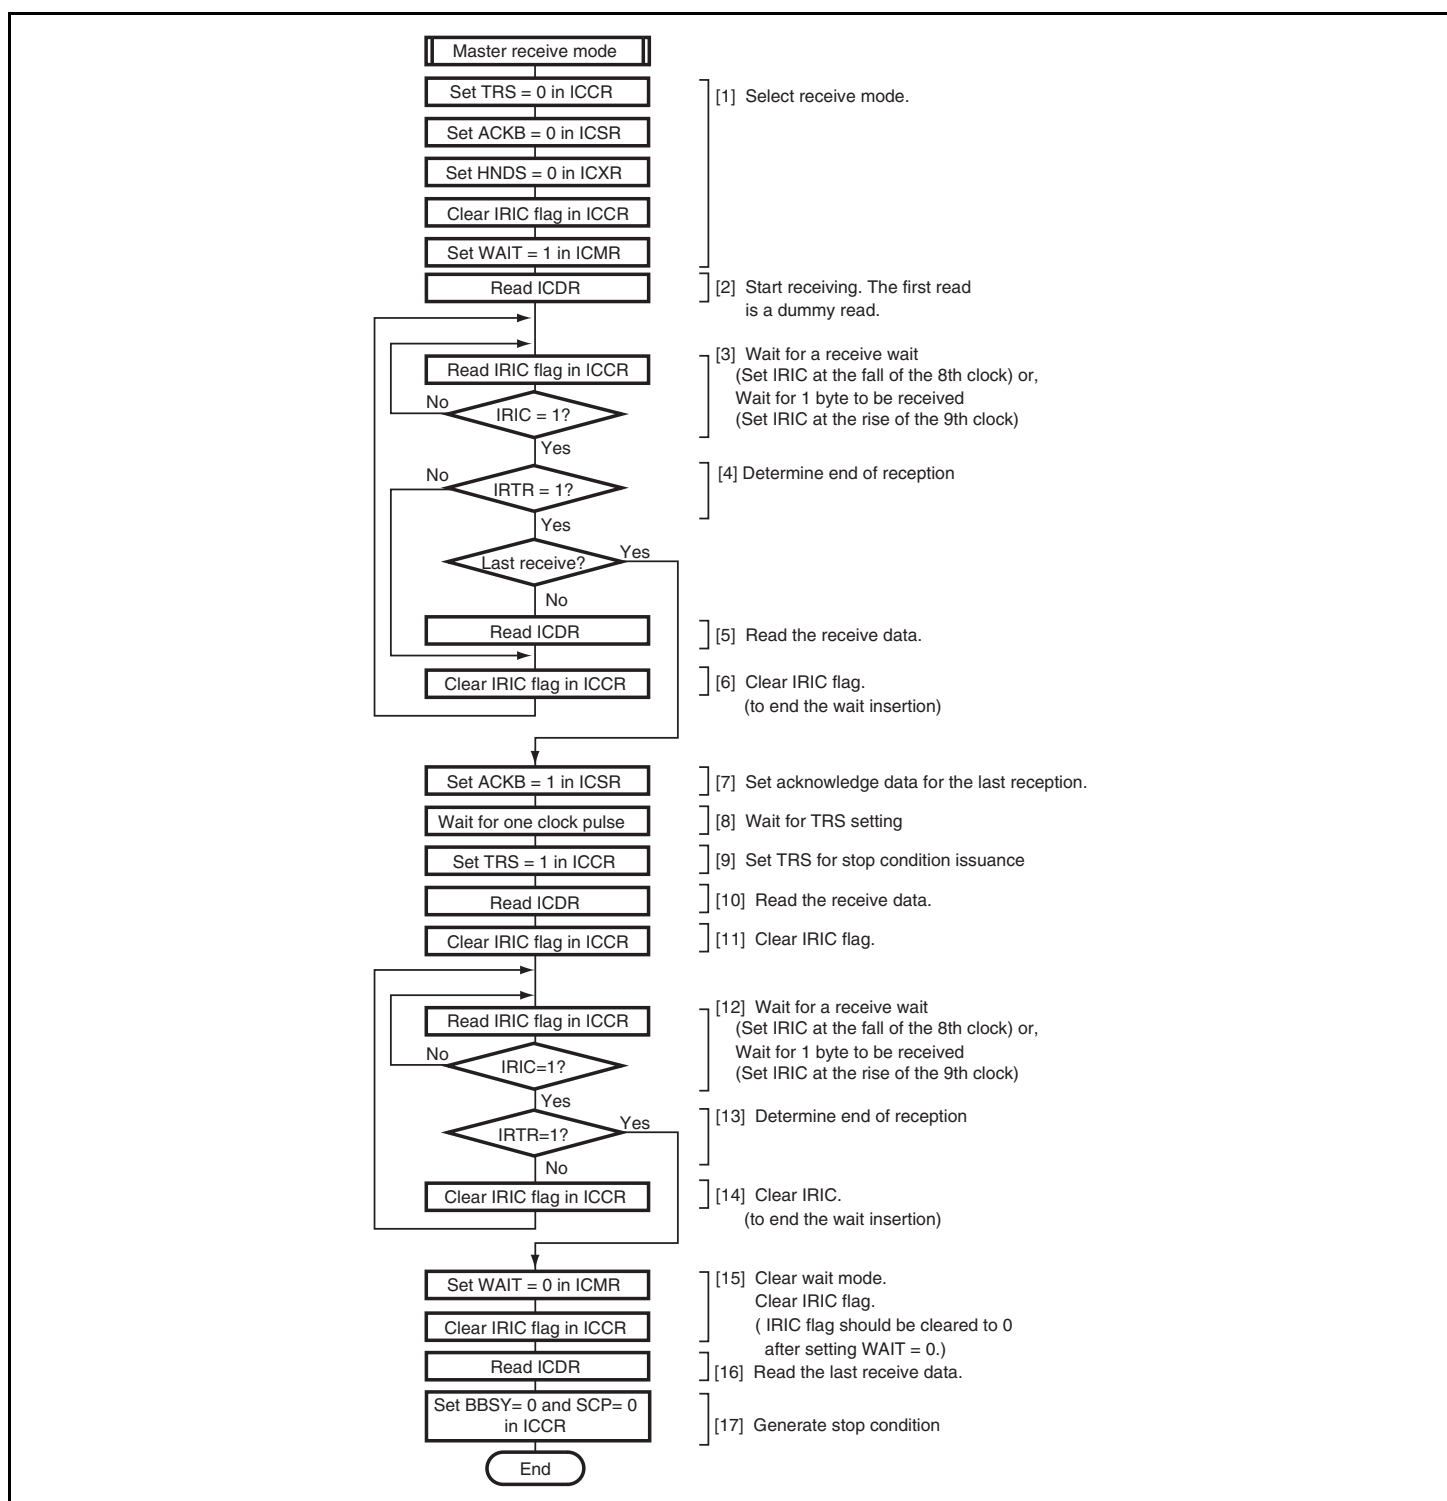 Master receive mode
Set TRS = 0 in ICCR
[1] Select receive mode.
Set ACKB = 0 in ICSR
Set HNDS = 0 in ICXR
Clear IRIC flag in ICCR
Set WAIT = 1 in ICMR
Read ICDR
[2] Start receiving. The first read
is a dummy read.
[3] Wait for a receive wait
(Set IRIC at the fall of the 8th clock) or,
Wait for 1 byte to be received
(Set IRIC at the rise of the 9th clock)
Read IRIC flag in ICCR
No
IRIC = 1?
Yes
No
IRTR = 1?
[4] Determine end of reception
Yes
Last receive?
Yes
No
Read ICDR
[5] Read the receive data.
Clear IRIC flag in ICCR
[6] Clear IRIC flag.
(to end the wait insertion)
Set ACKB = 1 in ICSR
[7] Set acknowledge data for the last reception.
Wait for one clock pulse
[8] Wait for TRS setting
Set TRS = 1 in ICCR
[9] Set TRS for stop condition issuance
Read ICDR
[10] Read the receive data.
Clear IRIC flag in ICCR
[11] Clear IRIC flag.
[12] Wait for a receive wait
(Set IRIC at the fall of the 8th clock) or,
Wait for 1 byte to be received
(Set IRIC at the rise of the 9th clock)
Read IRIC flag in ICCR
No
IRIC=1?
Yes
IRTR=1?
Yes
[13] Determine end of reception
No
Clear IRIC flag in ICCR
[14] Clear IRIC.
(to end the wait insertion)
Set WAIT = 0 in ICMR
[15] Clear wait mode.
Clear IRIC flag.
( IRIC flag should be cleared to 0
after setting WAIT = 0.)
Clear IRIC flag in ICCR
Read ICDR
[16] Read the last receive data.
Set BBSY= 0 and SCP= 0
in ICCR
[17] Generate stop condition
End